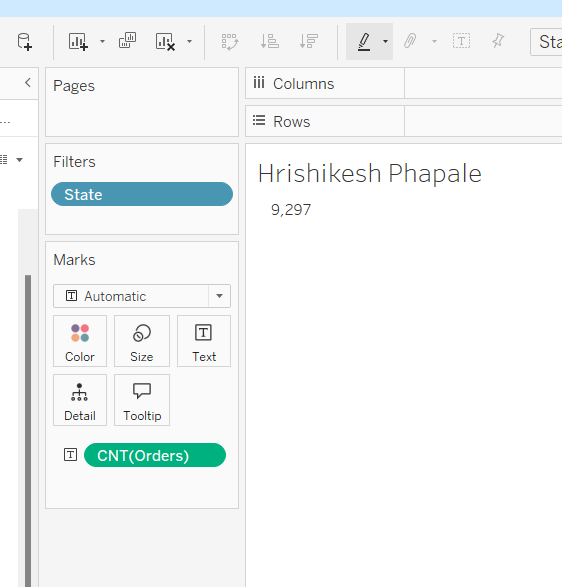 Sta
Pages
Columns
Rows
...
Filters
State
Hrishikesh Phapale
9,297
Marks
T Automatic
Color
Size
T
Text
Detail
Tooltip
T CNT(Orders)